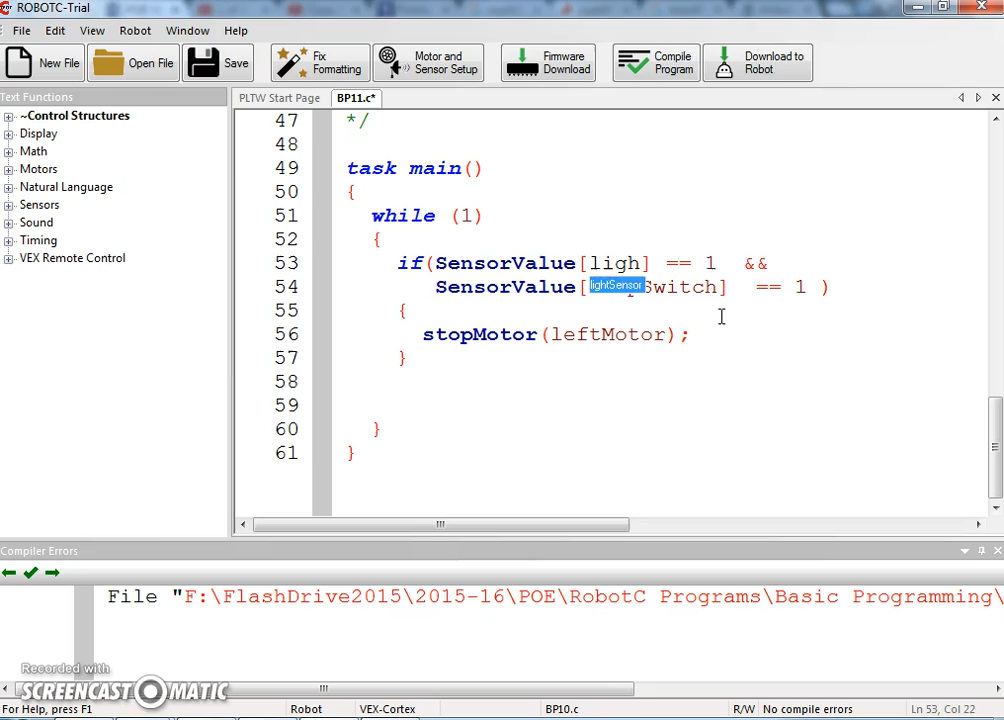 ROBOTC-Trial
File Edit View Robot Window Help
New File Open File Save Fix Formatting Motor and Sensor Setup Firmware Download Compile Program Download to Robot
Text Functions
PLTW Start Page BP11.c*
~Control Structures
Display
Math
Motors
Natural Language
Sensors
Sound
Timing
VEX Remote Control
47 */
48
49 task main()
50 {
51 while (1)
52 {
53 if(SensorValue[ligh] == 1 &&
54 SensorValue[ Switch] == 1 )
lightSensor
55 {
56 stopMotor(leftMotor);
57 }
58
59
60 }
61 }
Compiler Errors
File "F:\FlashDrive2015\2015-16\POE\RobotC Programs\Basic Programming\
Recorded with
SCREENCAST MATIC
For Help, press F1 Robot VEX-Cortex BP10.c R/W No compile errors Ln 53, Col 22